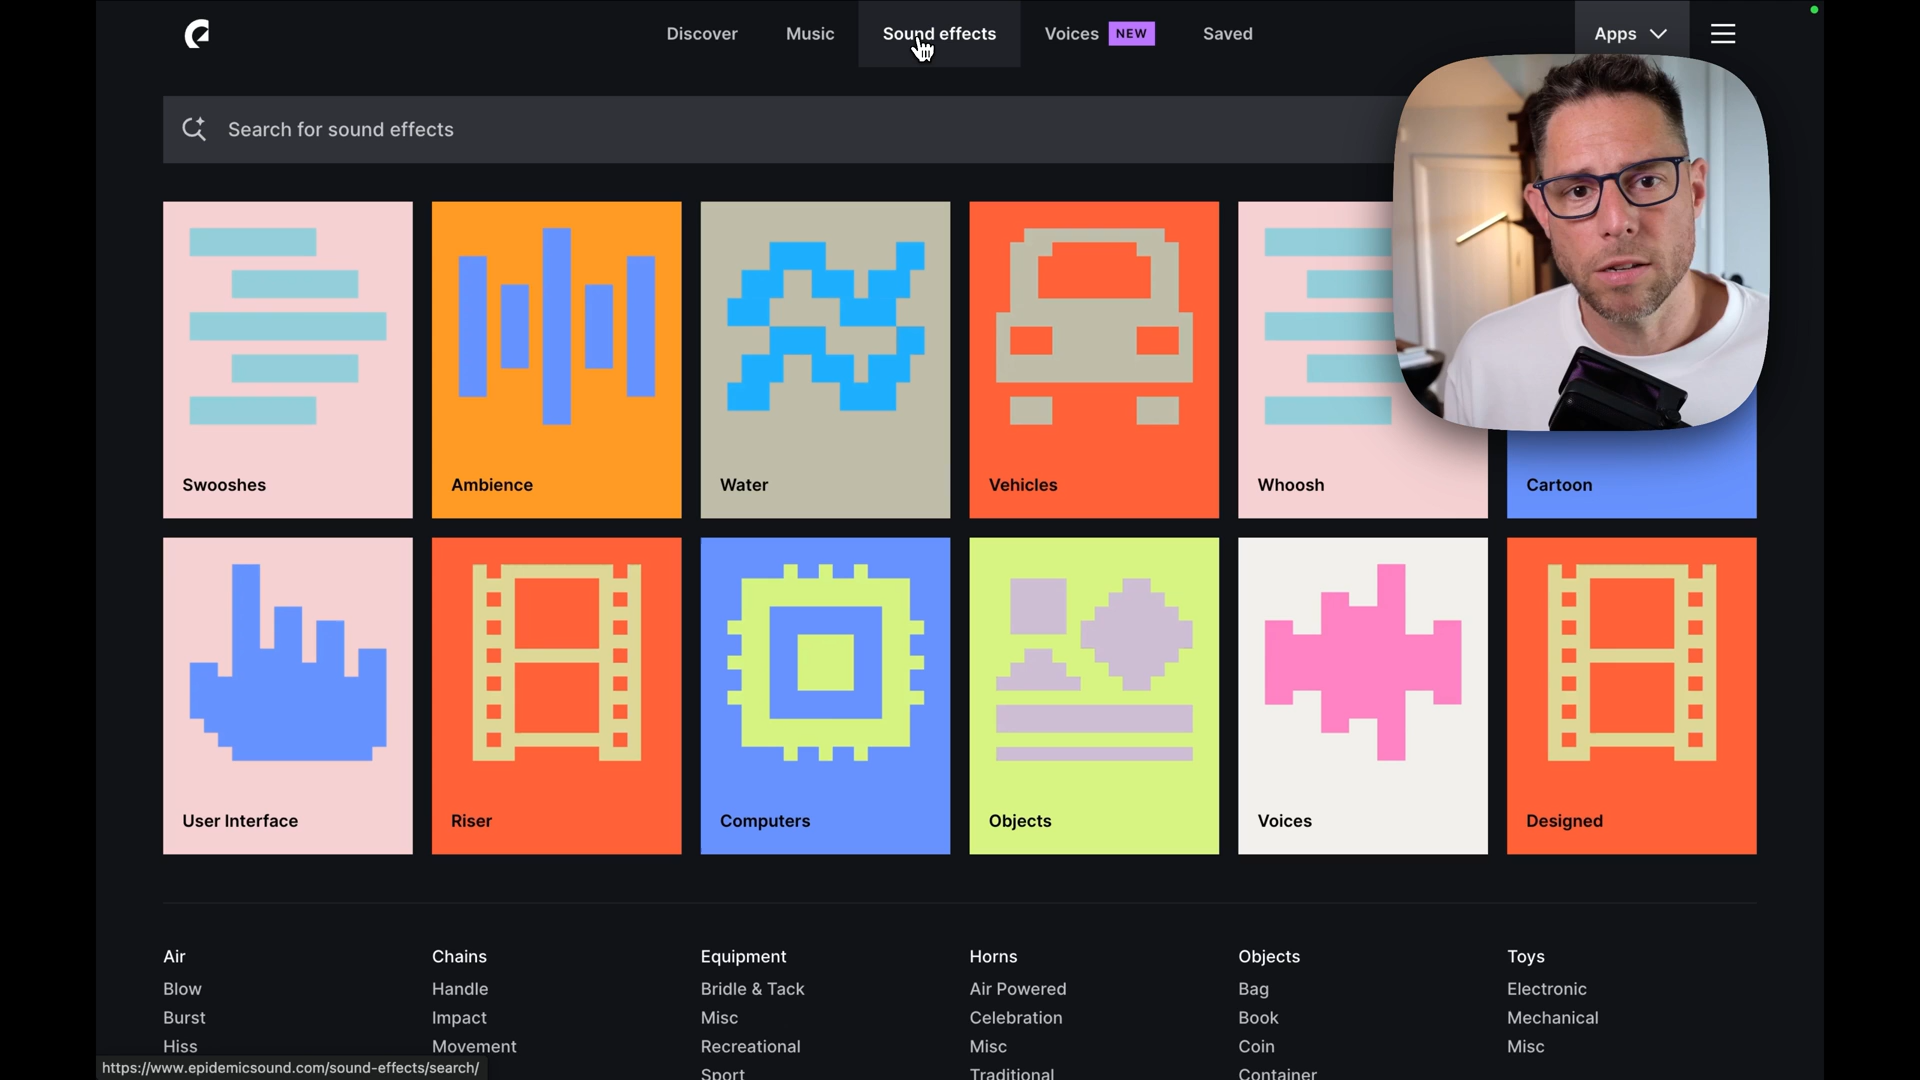 Discover
Music
Sound effects
Voices NEW
Saved
Apps
Search for sound effects
Swooshes
Ambience
Water
Vehicles
Whoosh
Cartoon
User Interface
Riser
Computers
Objects
Voices
Designed
Air
Blow
Burst
Hiss
Chains
Handle
Impact
Movement
Equipment
Bridle & Tack
Misc
Recreational
Sport
Horns
Air Powered
Celebration
Misc
Traditional
Objects
Bag
Book
Coin
Container
Toys
Electronic
Mechanical
Misc
https://www.epidemicsound.com/sound-effects/search/